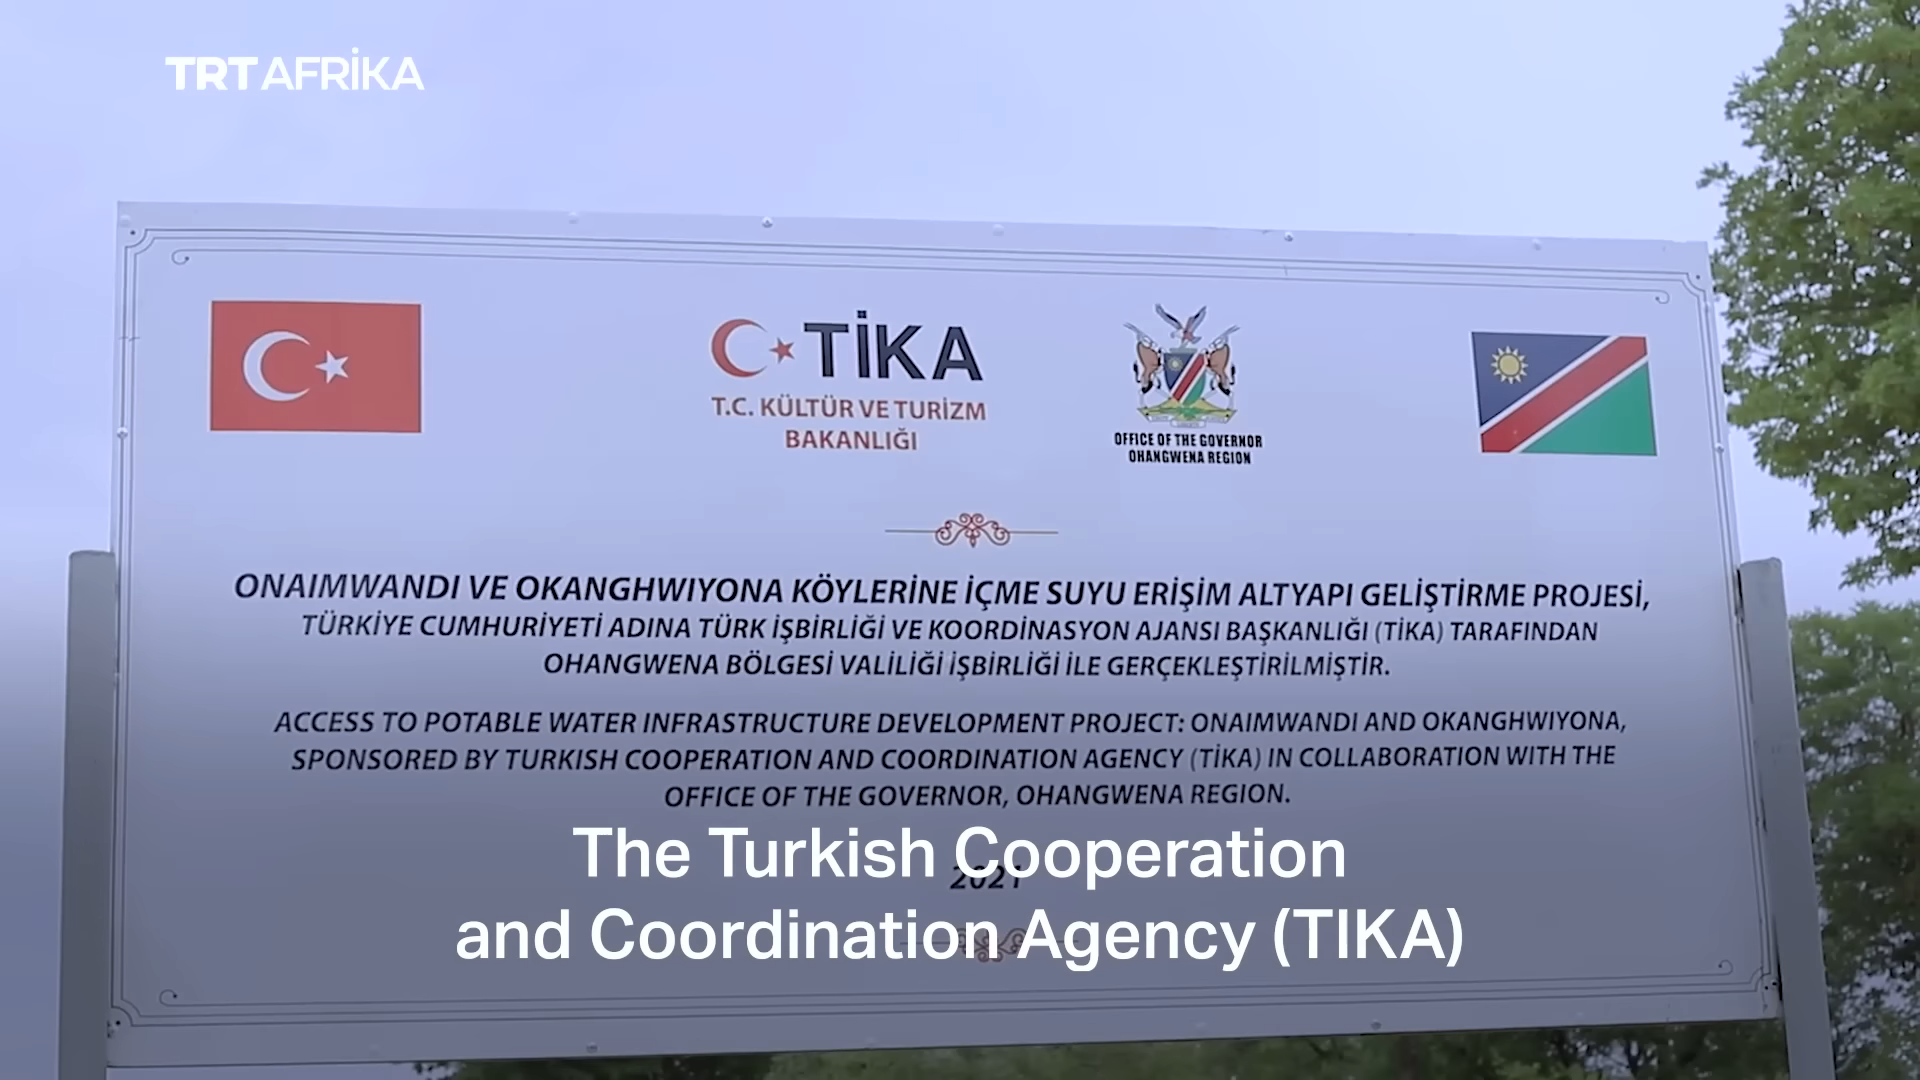 TRT AFRİKA
TİKA
T.C. KÜLTÜR VE TURİZM
BAKANLIĞI
OFFICE OF THE GOVERNOR
OHANGWENA REGION
ONAIMWANDI VE OKANGHWIYONA KÖYLERİNE İÇME SUYU ERİŞİM ALTYAPI GELİŞTİRME PROJESİ,
TÜRKİYE CUMHURİYETİ ADINA TÜRK İŞBİRLİĞİ VE KOORDİNASYON AJANSI BAŞKANLIĞI (TİKA) TARAFINDAN
OHANGWENA BÖLGESİ VALİLİĞİ İŞBİRLİĞİ İLE GERÇEKLEŞTİRİLMİŞTİR.
ACCESS TO POTABLE WATER INFRASTRUCTURE DEVELOPMENT PROJECT: ONAIMWANDI AND OKANGHWIYONA,
SPONSORED BY TURKISH COOPERATION AND COORDINATION AGENCY (TİKA) IN COLLABORATION WITH THE
OFFICE OF THE GOVERNOR, OHANGWENA REGION.
2021
The Turkish Cooperation
and Coordination Agency (TIKA)